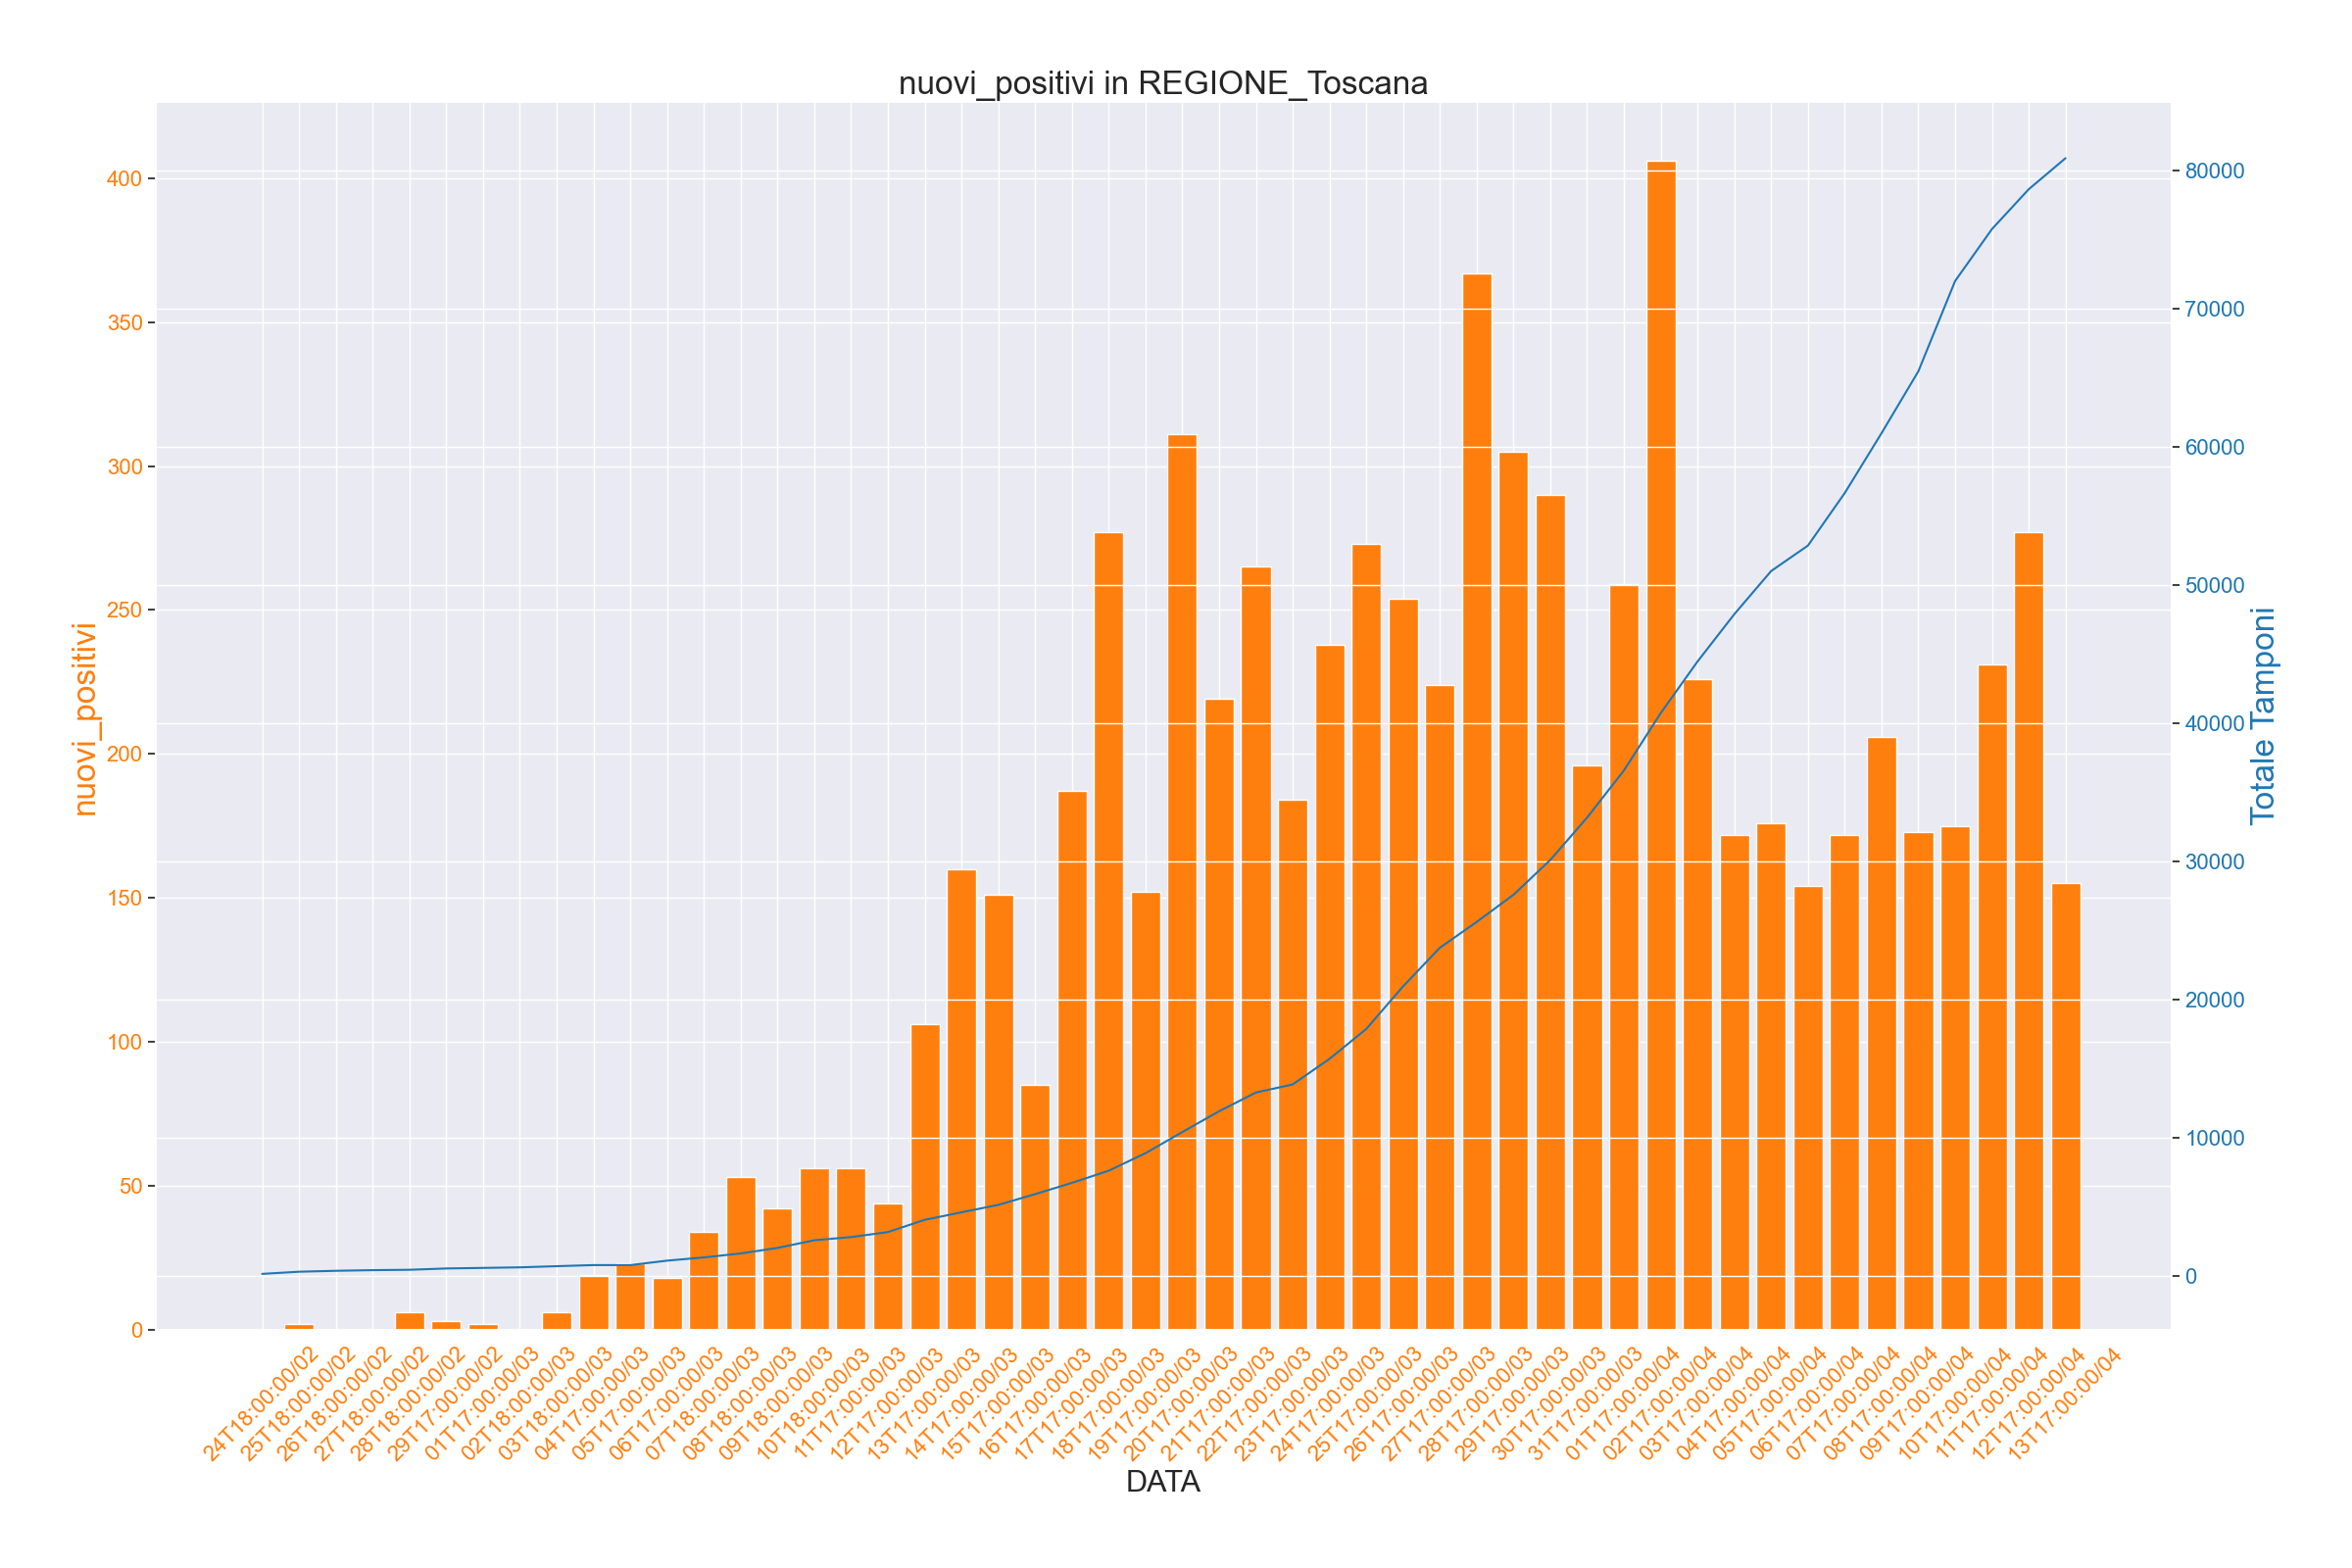 nuovi_positivi in REGIONE_Toscana
400
350
300
250
200
150
100
50
0
nuovi_positivi
80000
70000
60000
50000
40000
30000
20000
10000
0
Totale Tamponi
24T18:00:00/02
25T18:00:00/02
26T18:00:00/02
27T18:00:00/02
28T18:00:00/02
29T17:00:00/02
01T17:00:00/03
02T18:00:00/03
03T18:00:00/03
04T17:00:00/03
05T17:00:00/03
06T17:00:00/03
07T18:00:00/03
08T18:00:00/03
09T18:00:00/03
10T18:00:00/03
11T17:00:00/03
12T17:00:00/03
13T17:00:00/03
14T17:00:00/03
15T17:00:00/03
16T17:00:00/03
17T17:00:00/03
18T17:00:00/03
19T17:00:00/03
20T17:00:00/03
21T17:00:00/03
22T17:00:00/03
23T17:00:00/03
24T17:00:00/03
25T17:00:00/03
26T17:00:00/03
27T17:00:00/03
28T17:00:00/03
29T17:00:00/03
30T17:00:00/03
31T17:00:00/03
01T17:00:00/04
02T17:00:00/04
03T17:00:00/04
04T17:00:00/04
05T17:00:00/04
06T17:00:00/04
07T17:00:00/04
08T17:00:00/04
09T17:00:00/04
10T17:00:00/04
11T17:00:00/04
12T17:00:00/04
13T17:00:00/04
DATA